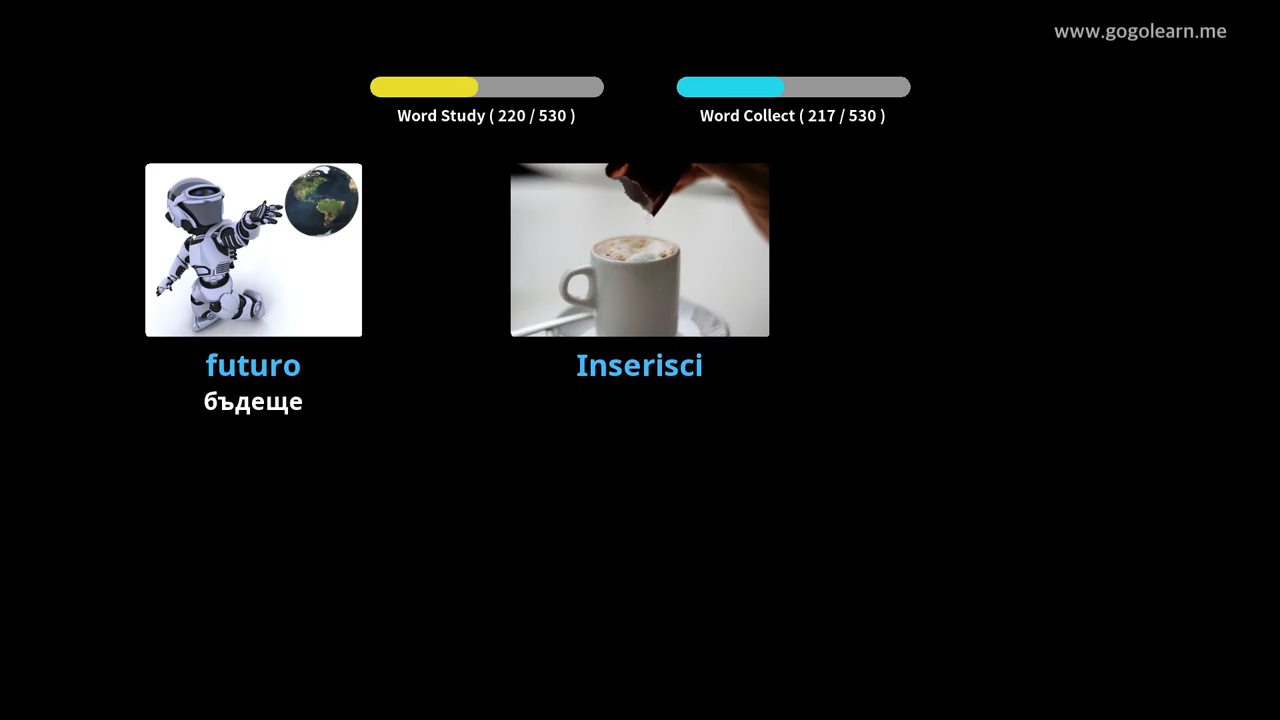 www.gogolearn.me
Word Study ( 220 / 530 )
Word Collect ( 217 / 530 )
futuro
Inserisci
бъдеще